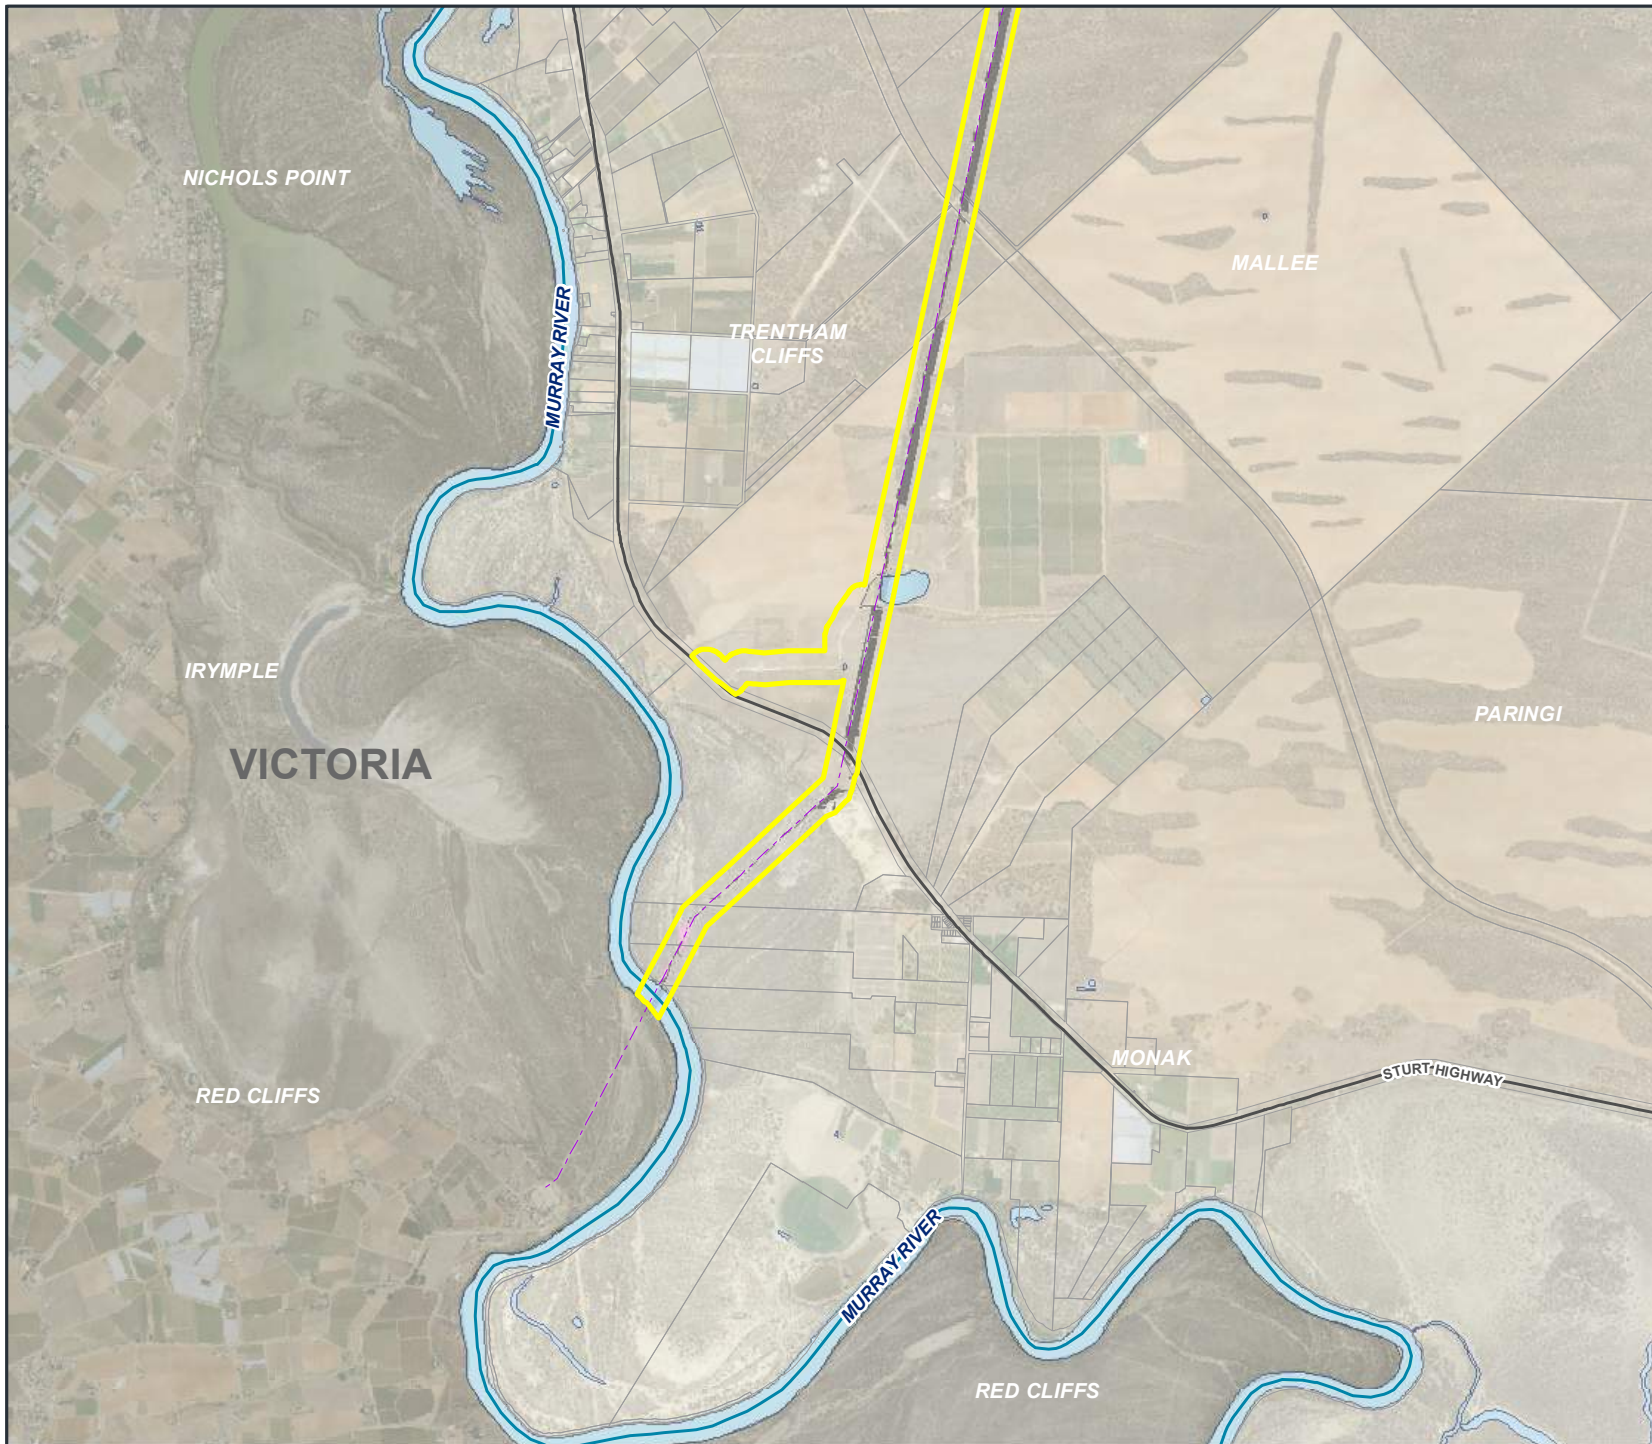 NICHOLS POINT
MALLEE
MURRAY RIVER
TRENTHAM
CLIFFS
IRYMPLE
PARINGI
VICTORIA
MONAK
STURT HIGHWAY
RED CLIFFS
MURRAY RIVER
RED CLIFFS